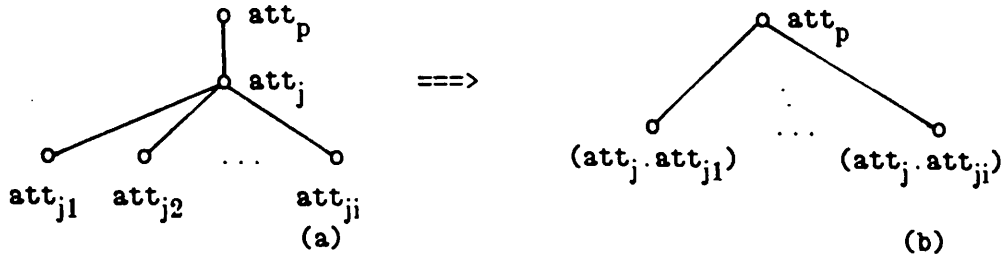 att_p
att_j
att_j1 att_j2 ... att_ji
(a)
===>
att_p
...
(att_j.att_j1) (att_j.att_ji)
(b)